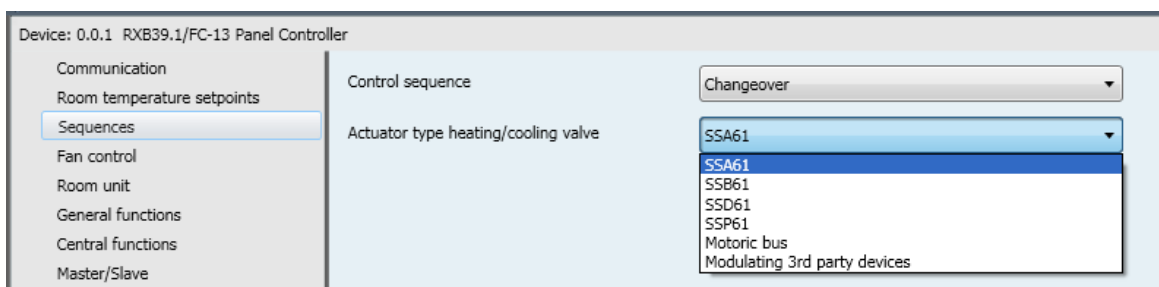 Device: 0.0.1 RXB39.1/FC-13 Panel Controller
Communication
Room temperature setpoints
Sequences
Fan control
Room unit
General functions
Central functions
Master/Slave
Control sequence
Changeover
Actuator type heating/cooling valve
SSA61
SSA61
SSB61
SSD61
SSP61
Motoric bus
Modulating 3rd party devices